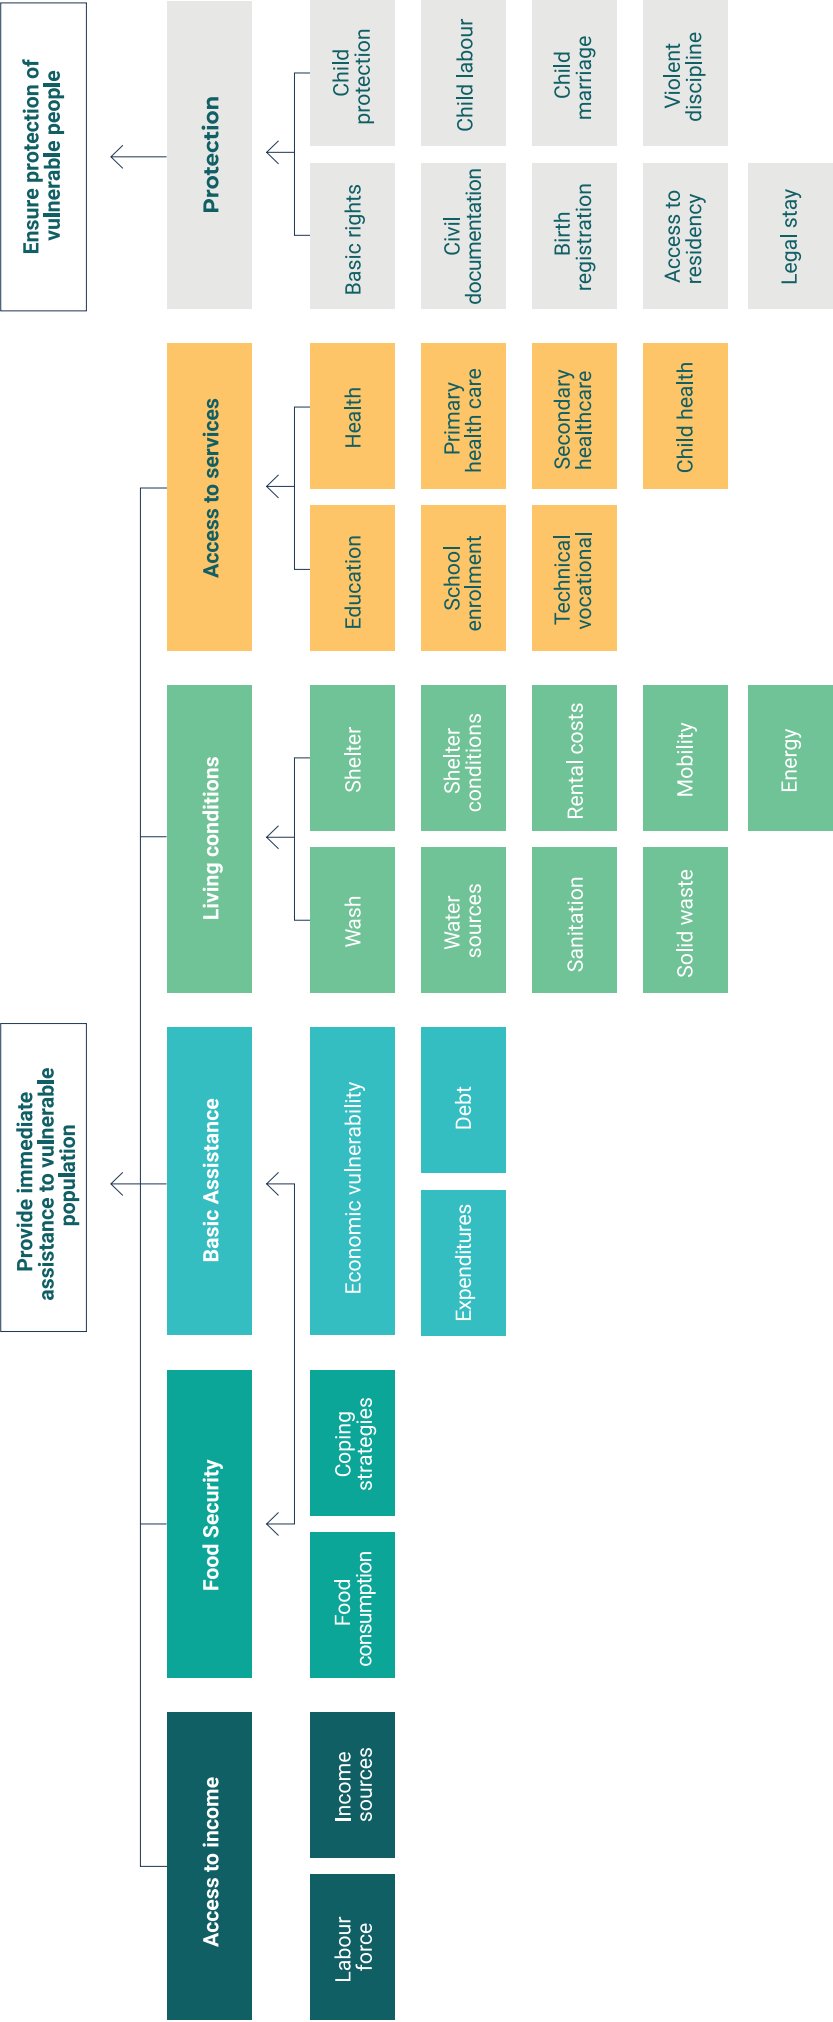 Provide immediate
assistance to vulnerable
population
Ensure protection of
vulnerable people
Access to income
Food Security
Basic Assistance
Living conditions
Access to services
Protection
Labour
force
Income
sources
Food
consumption
Coping
strategies
Economic vulnerability
Wash
Shelter
Education
Health
Basic rights
Child
protection
Expenditures
Debt
Water
sources
Shelter
conditions
School
enrolment
Primary
health care
Civil
documentation
Child labour
Sanitation
Rental costs
Technical
vocational
Secondary
healthcare
Birth
registration
Child
marriage
Solid waste
Mobility
Child health
Access to
residency
Violent
discipline
Energy
Legal stay